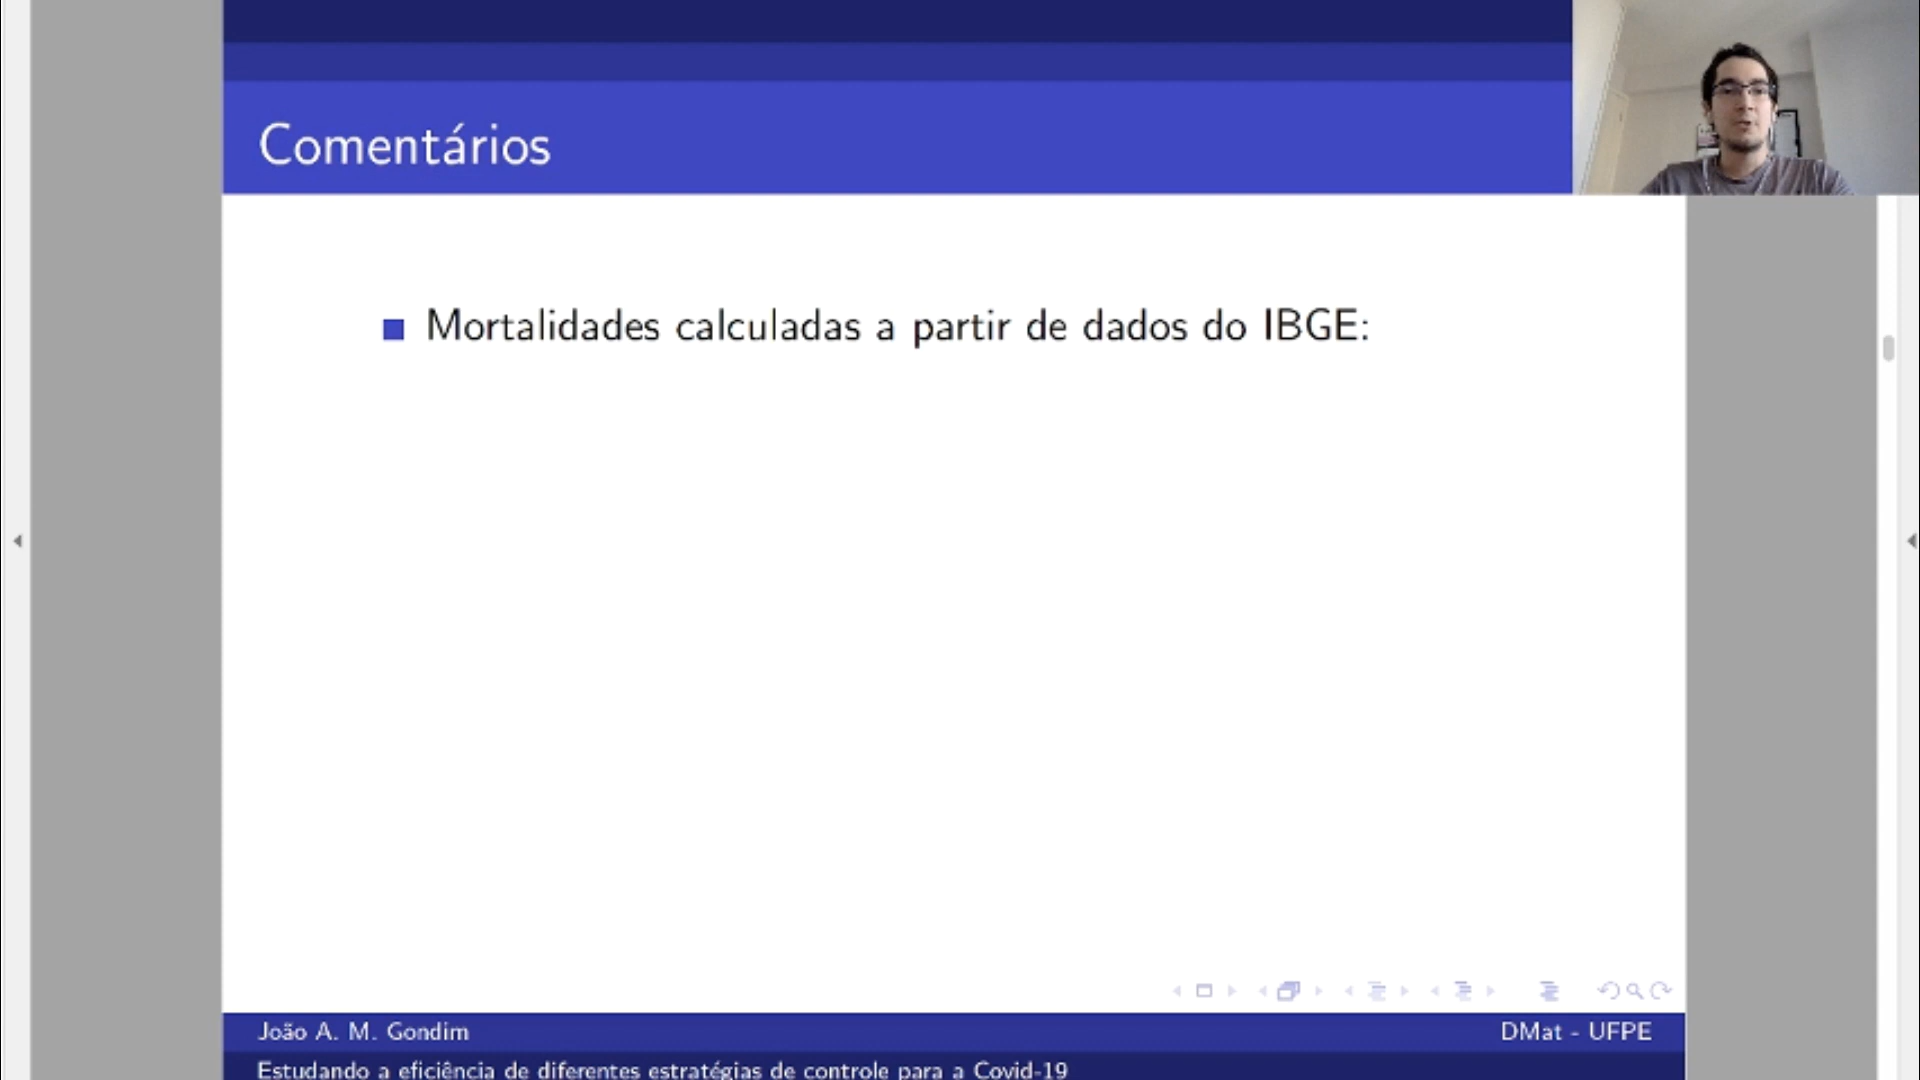 Comentários
Mortalidades calculadas a partir de dados do IBGE:
João A. M. Gondim
DMat - UFPE
Estudando a eficiência de diferentes estratégias de controle para a Covid-19